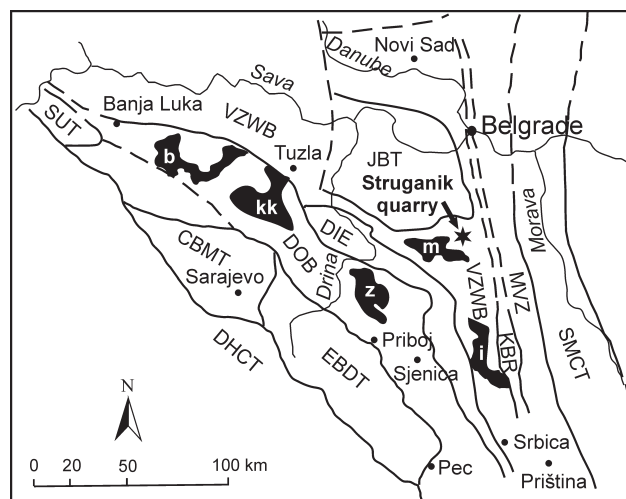 Novi Sad
Danube
Sava
Banja Luka
VZWB
SUT
Belgrade
b
Tuzla
JBT
Struganik
quarry
Morava
kk
DIE
m
CBMT
DOB
Drina
VZWB
MVZ
Sarajevo
z
DHCT
Priboj
i
KBR
SMCT
EBDT
Sjenica
N
Srbica
0 20 50 100 km
Pec
Priština